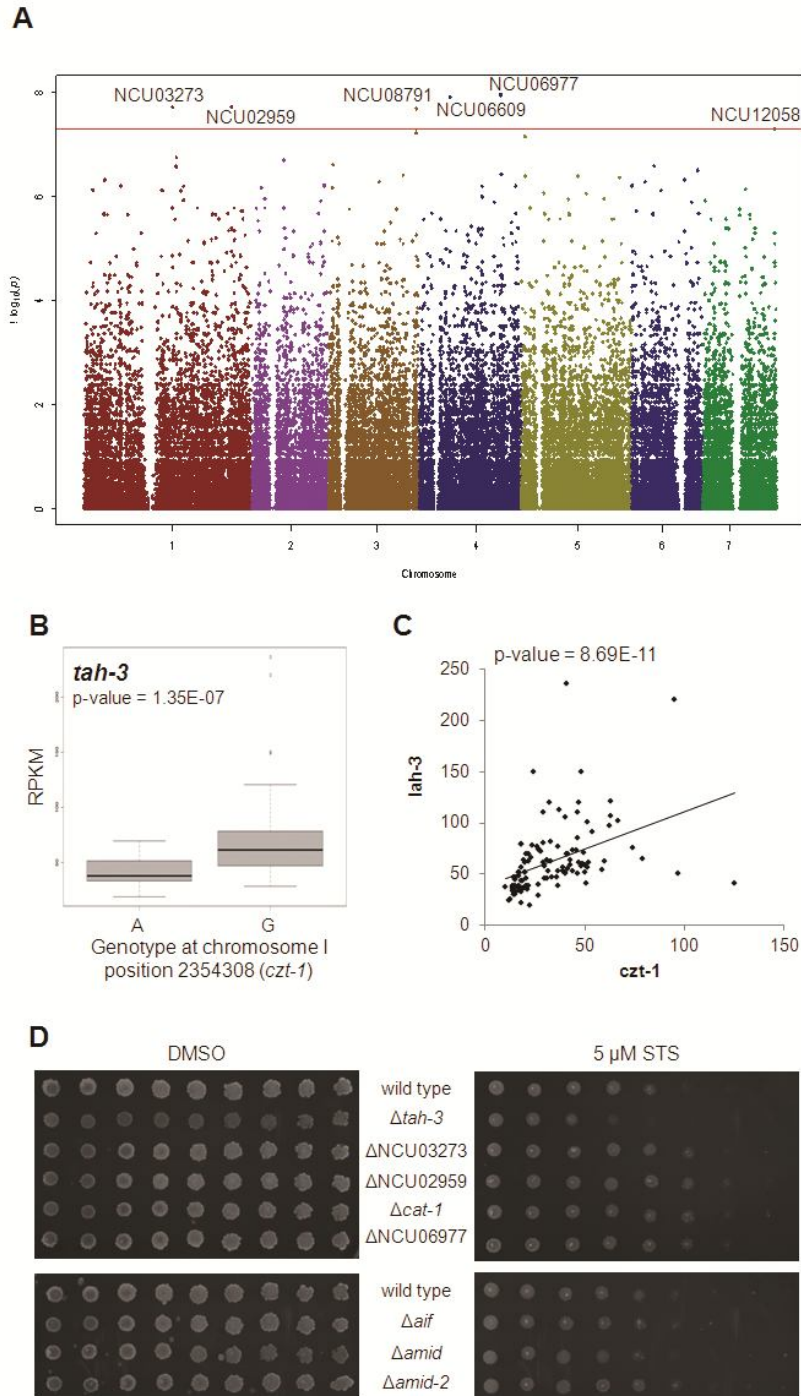 A
NCU03273
NCU02959
NCU08791
NCU06977
NCU06609
NCU12058
8
6
4
2
0
1 2 3 4 5 6 7
Chromosome
B
tah-3
p-value = 1.35E-07
RPKM
A G
Genotype at chromosome I
position 2354308 (czt-1)
C
p-value = 8.69E-11
250
200
150
100
50
0
0 50 100 150
lah-3
czt-1
D
DMSO
5 µM STS
wild type
Δtah-3
ΔNCU03273
ΔNCU02959
Δcat-1
ΔNCU06977
wild type
Δaif
Δamid
Δamid-2